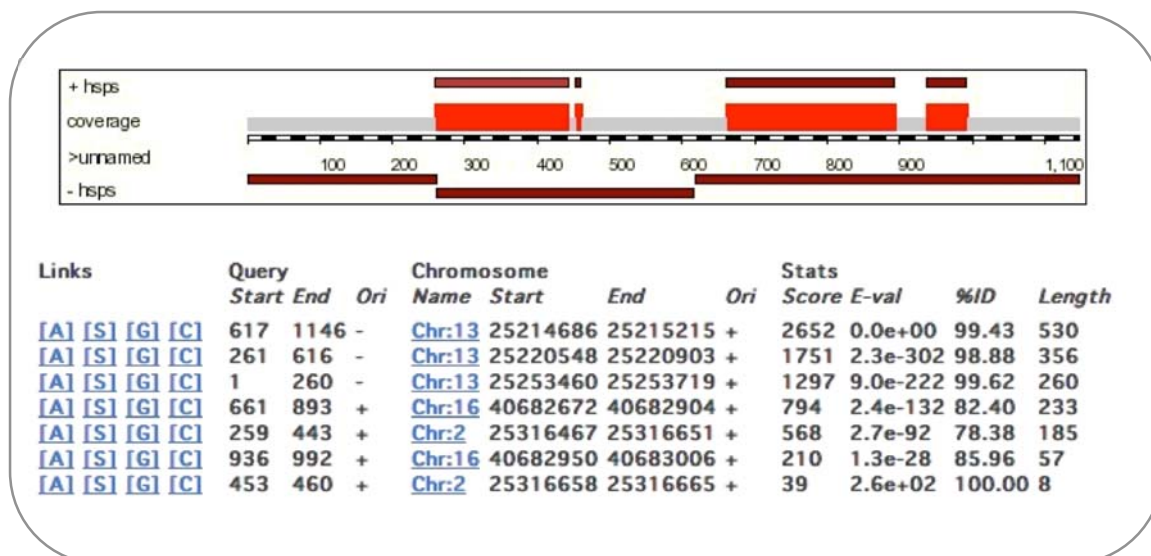 + hsps
coverage
>unnamed
100 200 300 400 500 600 700 800 900 1,100
- hsps
Links Query Chromosome Stats
Start End Ori Name Start End Ori Score E-val %ID Length
[A] [S] [G] [C] 617 1146 - Chr:13 25214686 25215215 + 2652 0.0e+00 99.43 530
[A] [S] [G] [C] 261 616 - Chr:13 25220548 25220903 + 1751 2.3e-302 98.88 356
[A] [S] [G] [C] 1 260 - Chr:13 25253460 25253719 + 1297 9.0e-222 99.62 260
[A] [S] [G] [C] 661 893 + Chr:16 40682672 40682904 + 794 2.4e-132 82.40 233
[A] [S] [G] [C] 259 443 + Chr:2 25316467 25316651 + 568 2.7e-92 78.38 185
[A] [S] [G] [C] 936 992 + Chr:16 40682950 40683006 + 210 1.3e-28 85.96 57
[A] [S] [G] [C] 453 460 + Chr:2 25316658 25316665 + 39 2.6e+02 100.00 8